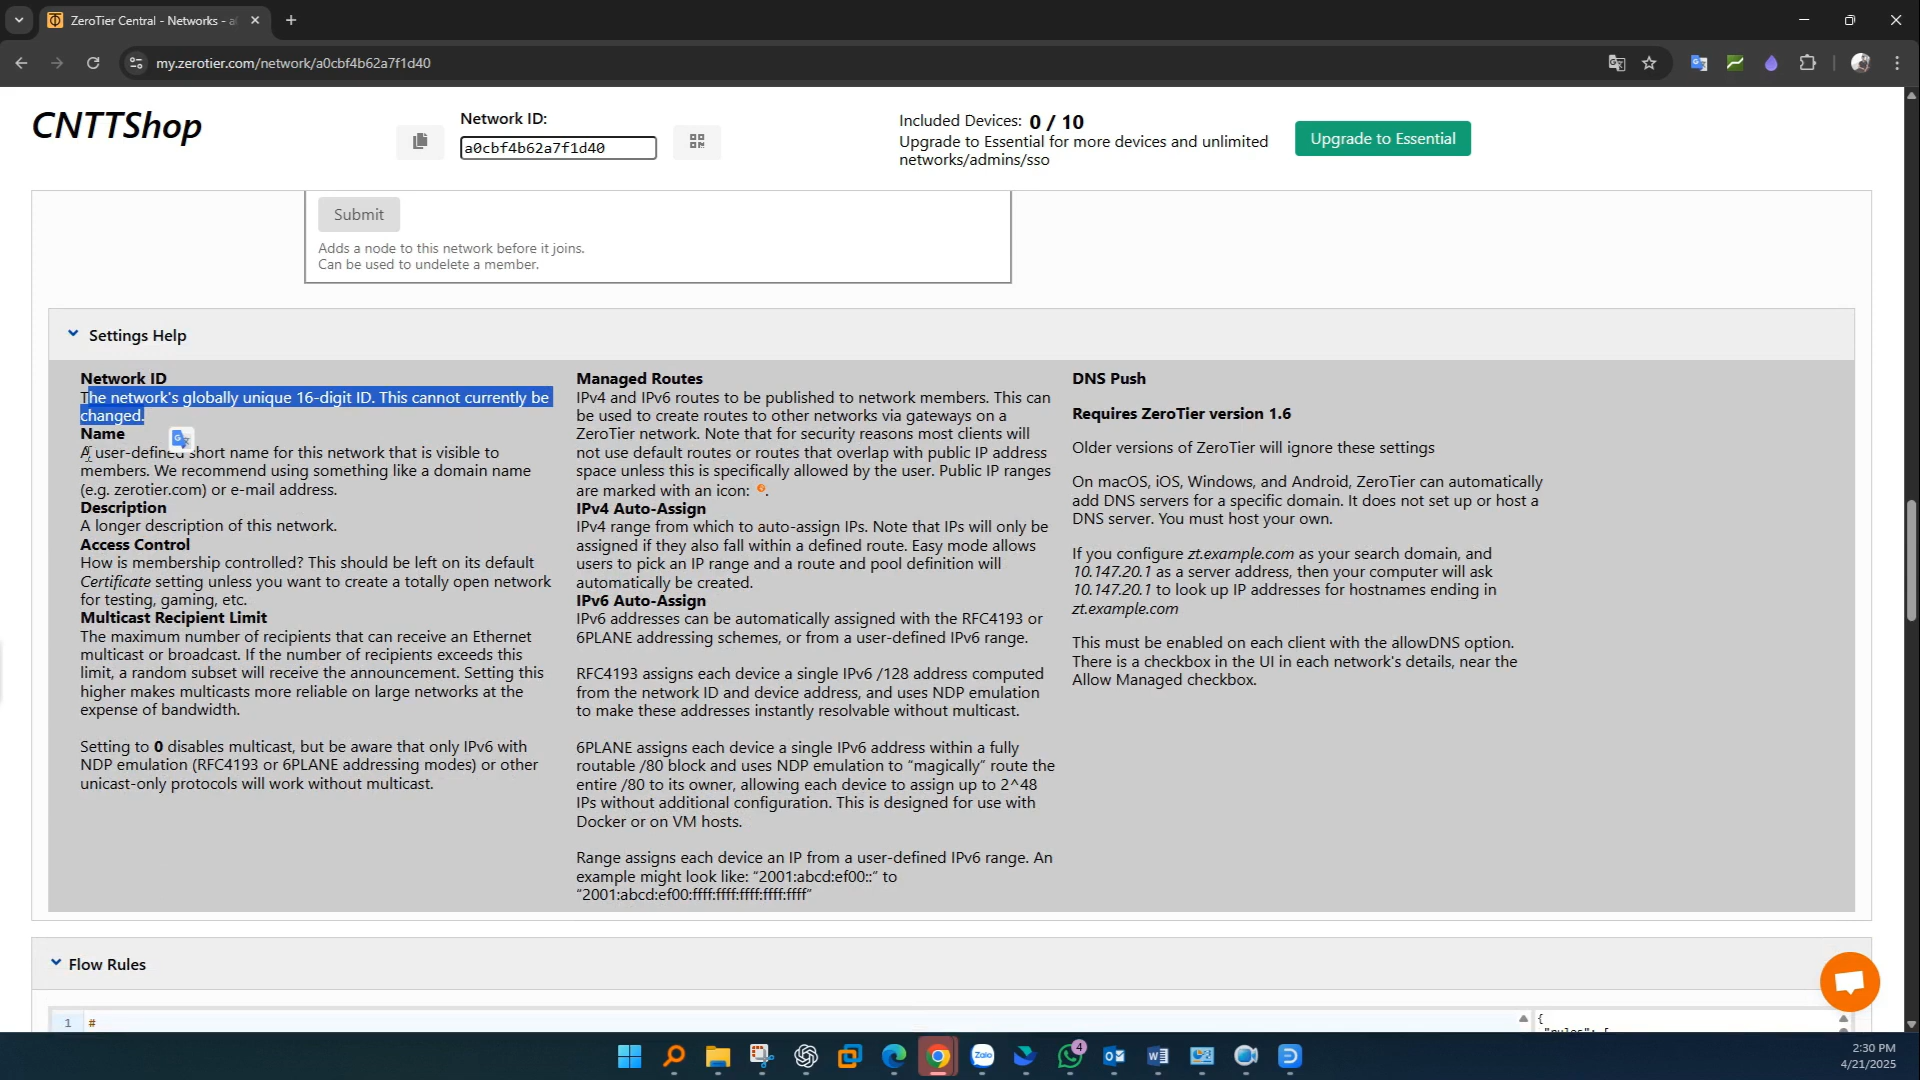 ZeroTier Central - Networks - a
my.zerotier.com/network/a0cbf4b62a7f1d40
CNTTShop
Network ID:
a0cbf4b62a7f1d40
Included Devices: 0 / 10
Upgrade to Essential for more devices and unlimited
networks/admins/sso
Upgrade to Essential
Submit
Adds a node to this network before it joins.
Can be used to undelete a member.
Settings Help
Network ID
The network's globally unique 16-digit ID. This cannot currently be
changed.
Name
A user-defined short name for this network that is visible to
members. We recommend using something like a domain name
(e.g. zerotier.com) or e-mail address.
Description
A longer description of this network.
Access Control
How is membership controlled? This should be left on its default
Certificate setting unless you want to create a totally open network
for testing, gaming, etc.
Multicast Recipient Limit
The maximum number of recipients that can receive an Ethernet
multicast or broadcast. If the number of recipients exceeds this
limit, a random subset will receive the announcement. Setting this
higher makes multicasts more reliable on large networks at the
expense of bandwidth.
Setting to 0 disables multicast, but be aware that only IPv6 with
NDP emulation (RFC4193 or 6PLANE addressing modes) or other
unicast-only protocols will work without multicast.
Managed Routes
IPv4 and IPv6 routes to be published to network members. This can
be used to create routes to other networks via gateways on a
ZeroTier network. Note that for security reasons most clients will
not use default routes or routes that overlap with public IP address
space unless this is specifically allowed by the user. Public IP ranges
are marked with an icon: .
IPv4 Auto-Assign
IPv4 range from which to auto-assign IPs. Note that IPs will only be
assigned if they also fall within a defined route. Easy mode allows
users to pick an IP range and a route and pool definition will
automatically be created.
IPv6 Auto-Assign
IPv6 addresses can be automatically assigned with the RFC4193 or
6PLANE addressing schemes, or from a user-defined IPv6 range.
RFC4193 assigns each device a single IPv6 /128 address computed
from the network ID and device address, and uses NDP emulation
to make these addresses instantly resolvable without multicast.
6PLANE assigns each device a single IPv6 address within a fully
routable /80 block and uses NDP emulation to “magically” route the
entire /80 to its owner, allowing each device to assign up to 2^48
IPs without additional configuration. This is designed for use with
Docker or on VM hosts.
Range assigns each device an IP from a user-defined IPv6 range. An
example might look like: “2001:abcd:ef00::” to
“2001:abcd:ef00:ffff:ffff:ffff:ffff:ffff”
DNS Push
Requires ZeroTier version 1.6
Older versions of ZeroTier will ignore these settings
On macOS, iOS, Windows, and Android, ZeroTier can automatically
add DNS servers for a specific domain. It does not set up or host a
DNS server. You must host your own.
If you configure zt.example.com as your search domain, and
10.147.20.1 as a server address, then your computer will ask
10.147.20.1 to look up IP addresses for hostnames ending in
zt.example.com
This must be enabled on each client with the allowDNS option.
There is a checkbox in the UI in each network's details, near the
Allow Managed checkbox.
Flow Rules
1 #
{
Zalo
4
2:30 PM
4/21/2025